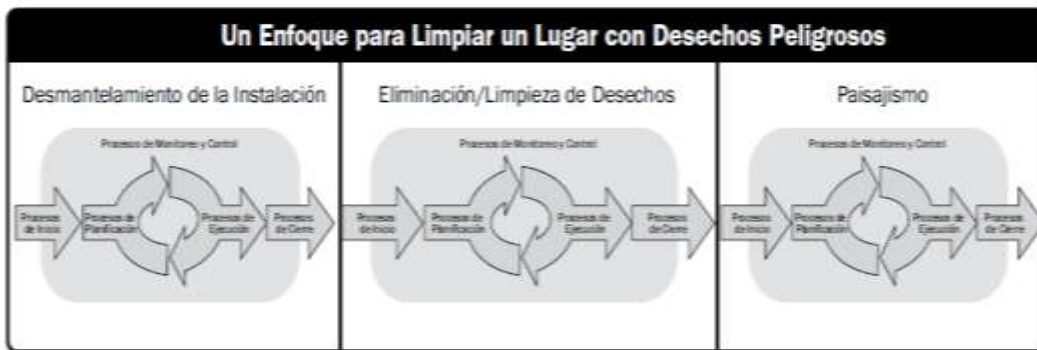 Un Enfoque para Limpiar un Lugar con Desechos Peligrosos
Desmantelamiento de la Instalación
Eliminación/Limpieza de Desechos
Paisajismo
Procesos de Monitoreo y Control
Procesos
de Inicio
Procesos de
Planificación
Procesos de
Ejecución
Procesos
de Cierre
Procesos de Monitoreo y Control
Procesos
de Inicio
Procesos de
Planificación
Procesos de
Ejecución
Procesos
de Cierre
Procesos de Monitoreo y Control
Procesos
de Inicio
Procesos de
Planificación
Procesos de
Ejecución
Procesos
de Cierre